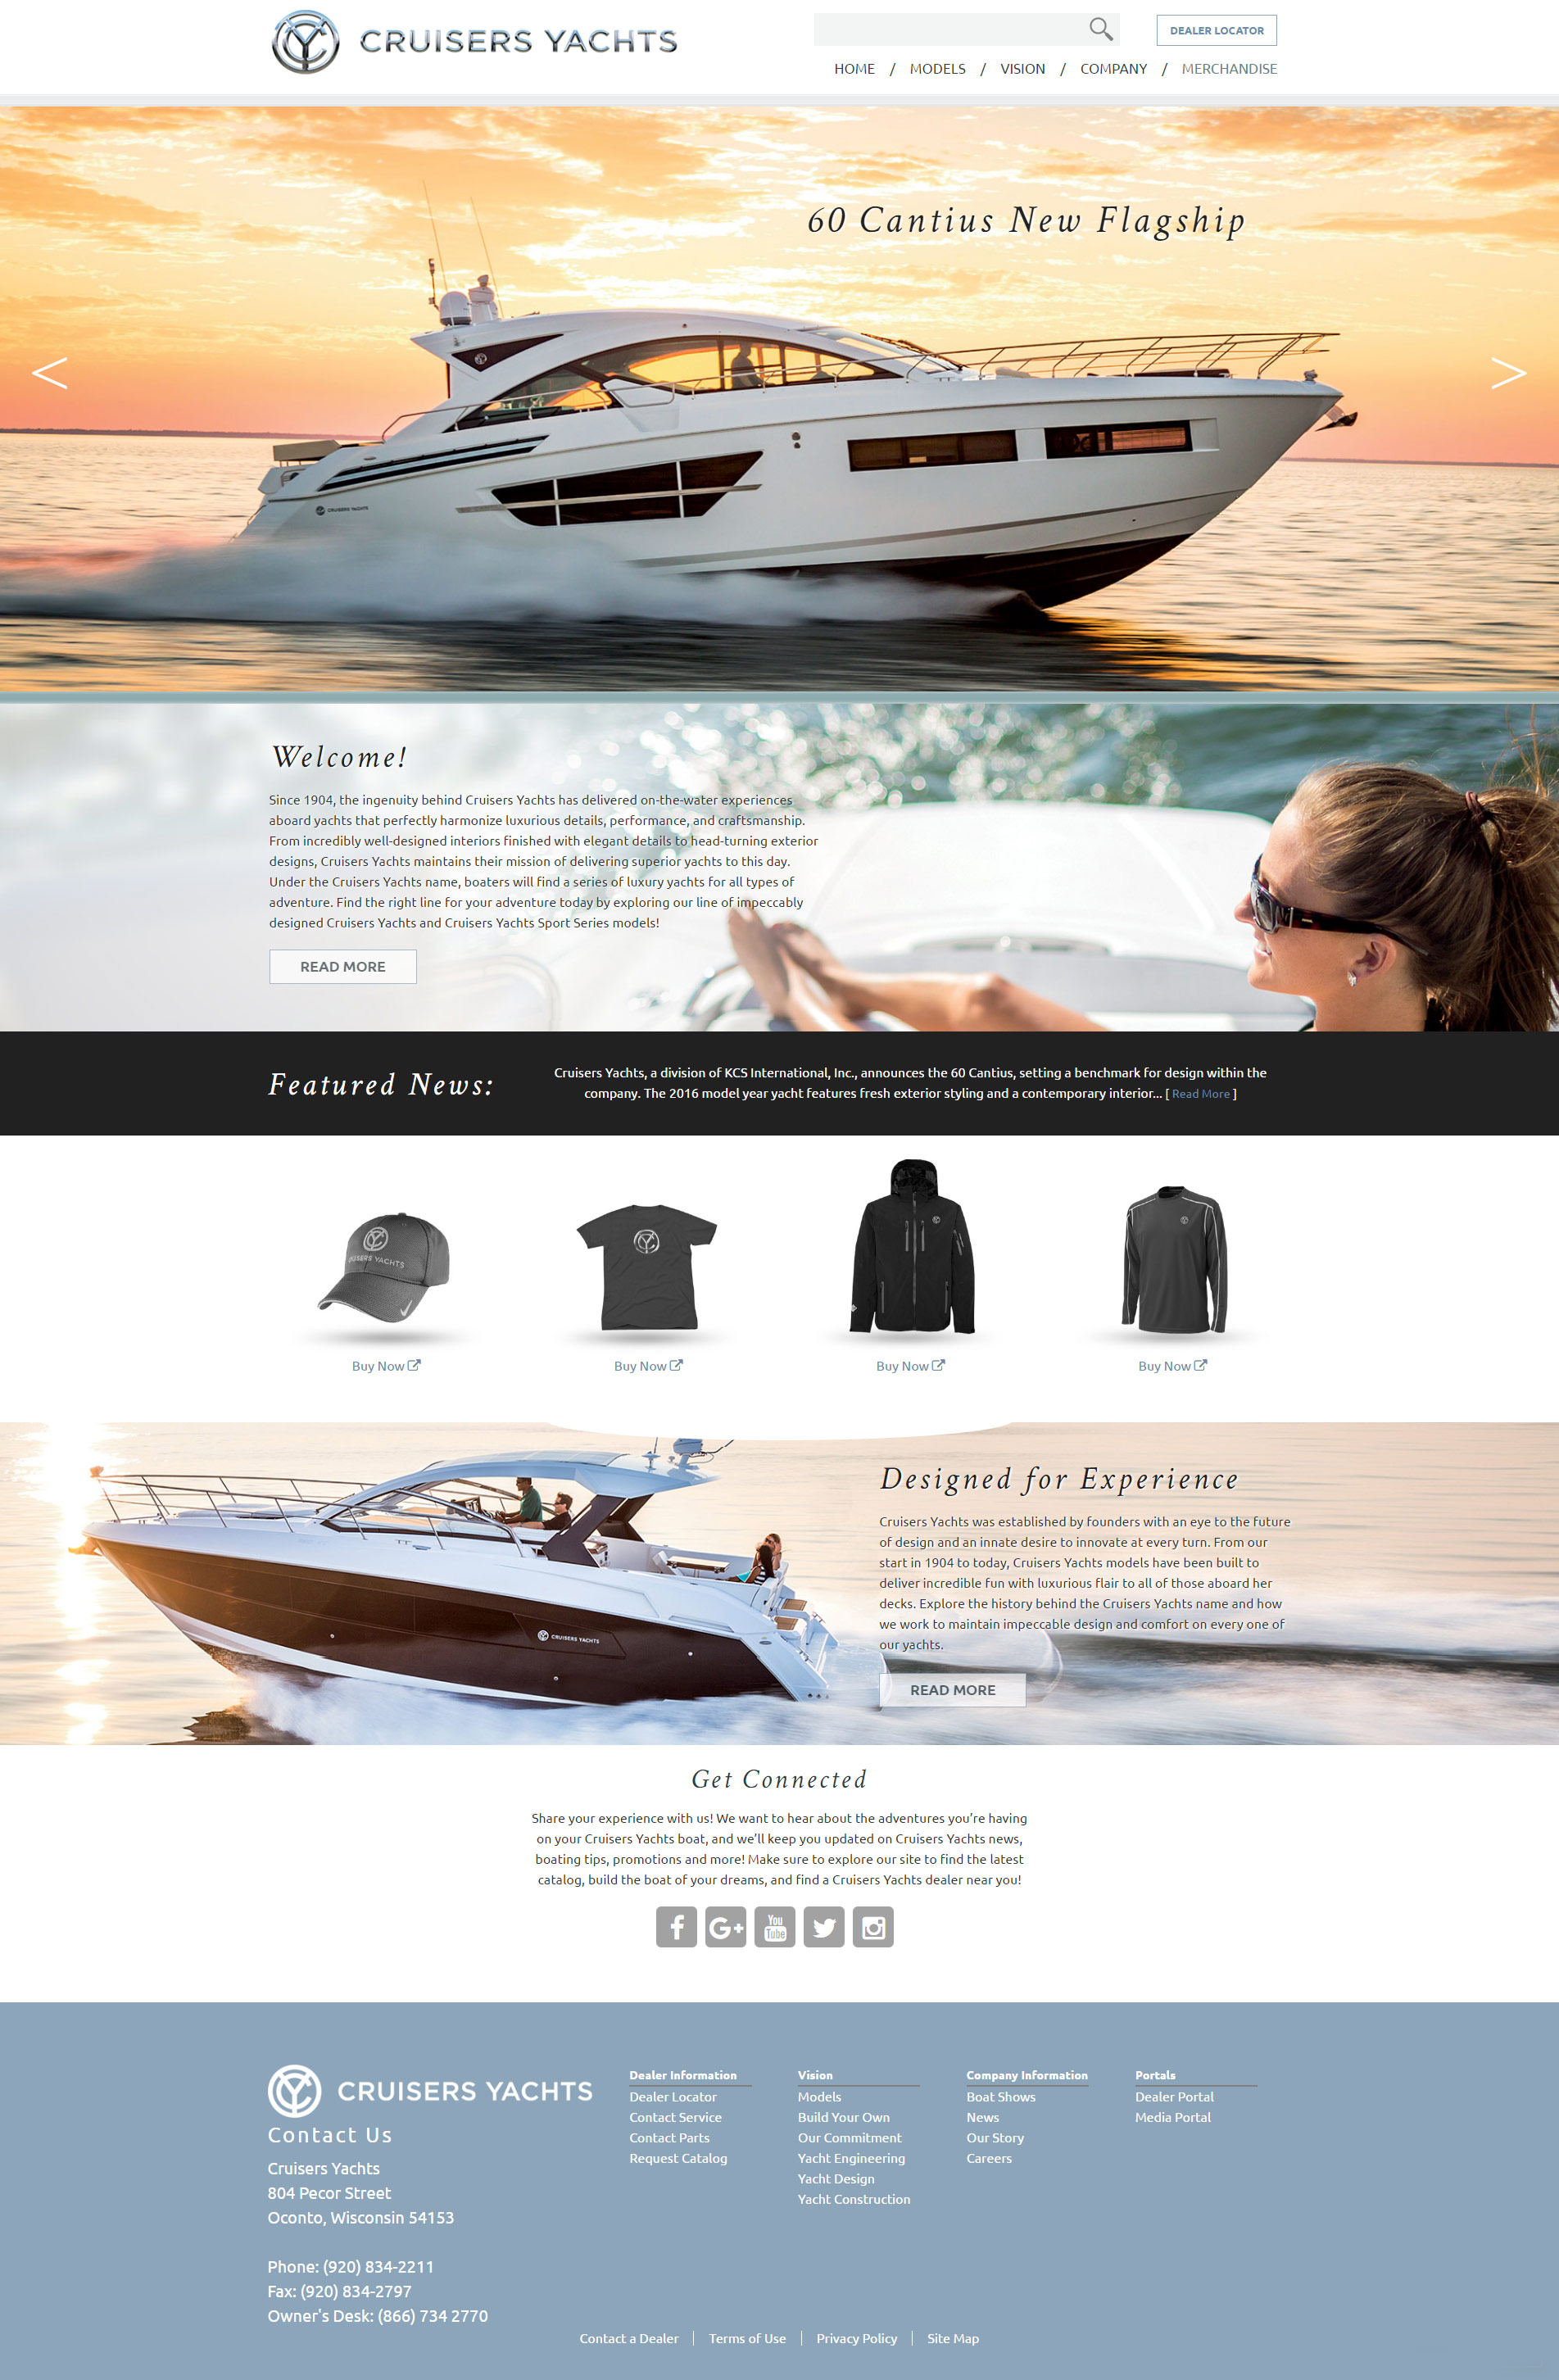 CRUISERS YACHTS
DEALER LOCATOR
HOME / MODELS / VISION / COMPANY / MERCHANDISE
60 Cantius New Flagship
<
>
CRUISERS YACHTS
Welcome!
Since 1904, the ingenuity behind Cruisers Yachts has delivered on-the-water experiences
aboard yachts that perfectly harmonize luxurious details, performance, and craftsmanship.
From incredibly well-designed interiors finished with elegant details to head-turning exterior
designs, Cruisers Yachts maintains their mission of delivering superior yachts to this day.
Under the Cruisers Yachts name, boaters will find a series of luxury yachts for all types of
adventure. Find the right line for your adventure today by exploring our line of impeccably
designed Cruisers Yachts and Cruisers Yachts Sport Series models!
READ MORE
Featured News:
Cruisers Yachts, a division of KCS International, Inc., announces the 60 Cantius, setting a benchmark for design within the
company. The 2016 model year yacht features fresh exterior styling and a contemporary interior... [ Read More ]
CRUISERS YACHTS
Buy Now
Buy Now
Buy Now
Buy Now
CRUISERS YACHTS
Designed for Experience
Cruisers Yachts was established by founders with an eye to the future
of design and an innate desire to innovate at every turn. From our
start in 1904 to today, Cruisers Yachts models have been built to
deliver incredible fun with luxurious flair to all of those aboard her
decks. Explore the history behind the Cruisers Yachts name and how
we work to maintain impeccable design and comfort on every one of
our yachts.
READ MORE
Get Connected
Share your experience with us! We want to hear about the adventures you’re having
on your Cruisers Yachts boat, and we’ll keep you updated on Cruisers Yachts news,
boating tips, promotions and more! Make sure to explore our site to find the latest
catalog, build the boat of your dreams, and find a Cruisers Yachts dealer near you!
f G+ You Tube
CRUISERS YACHTS
Contact Us
Cruisers Yachts
804 Pecor Street
Oconto, Wisconsin 54153
Phone: (920) 834-2211
Fax: (920) 834-2797
Owner's Desk: (866) 734 2770
Dealer Information
Dealer Locator
Contact Service
Contact Parts
Request Catalog
Vision
Models
Build Your Own
Our Commitment
Yacht Engineering
Yacht Design
Yacht Construction
Company Information
Boat Shows
News
Our Story
Careers
Portals
Dealer Portal
Media Portal
Contact a Dealer | Terms of Use | Privacy Policy | Site Map